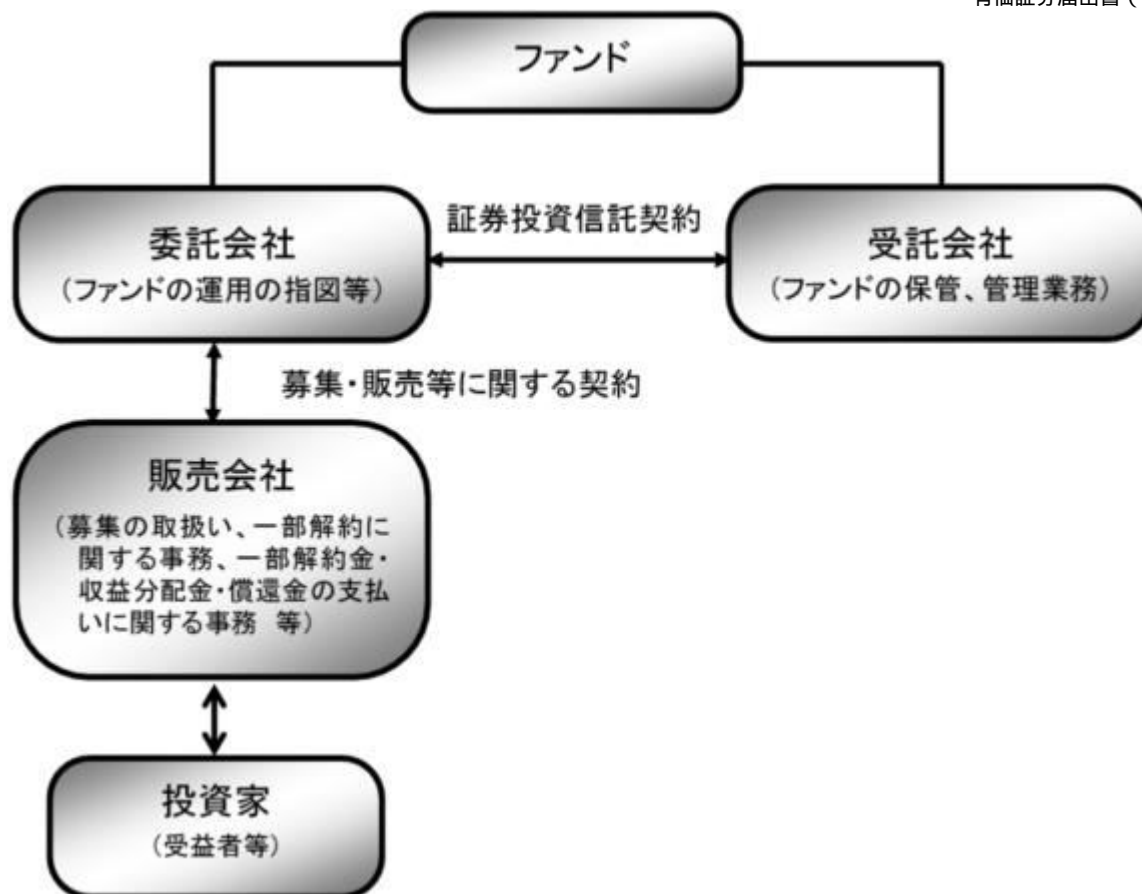 ファンド
委託会社
(ファンドの運用の指図等)
証券投資信託契約
受託会社
(ファンドの保管、管理業務)
募集・販売等に関する契約
販売会社
(募集の取扱い、一部解約に
関する事務、一部解約金・
収益分配金・償還金の支払
いに関する事務 等)
投資家
(受益者等)